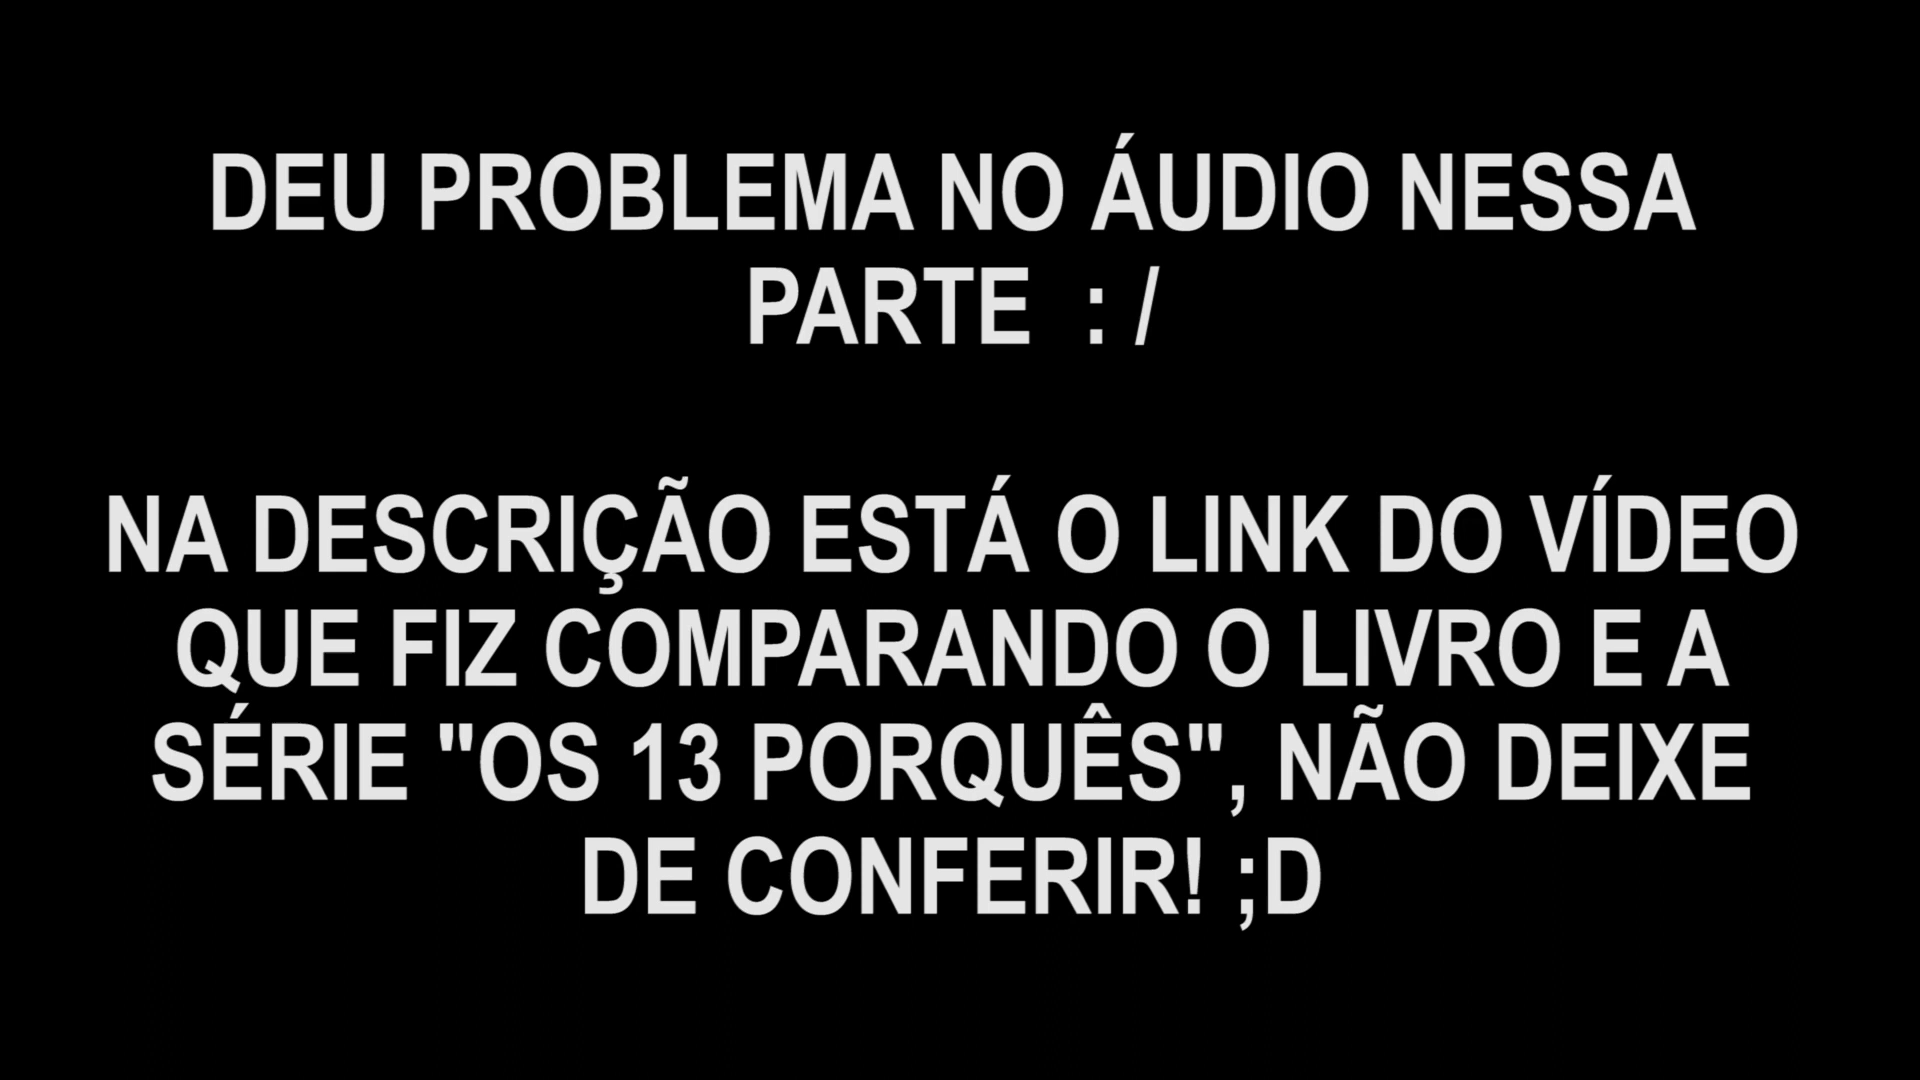 DEU PROBLEMA NO ÁUDIO NESSA
PARTE : /
NA DESCRIÇÃO ESTÁ O LINK DO VÍDEO
QUE FIZ COMPARANDO O LIVRO E A
SÉRIE "OS 13 PORQUÊS", NÃO DEIXE
DE CONFERIR! ;D